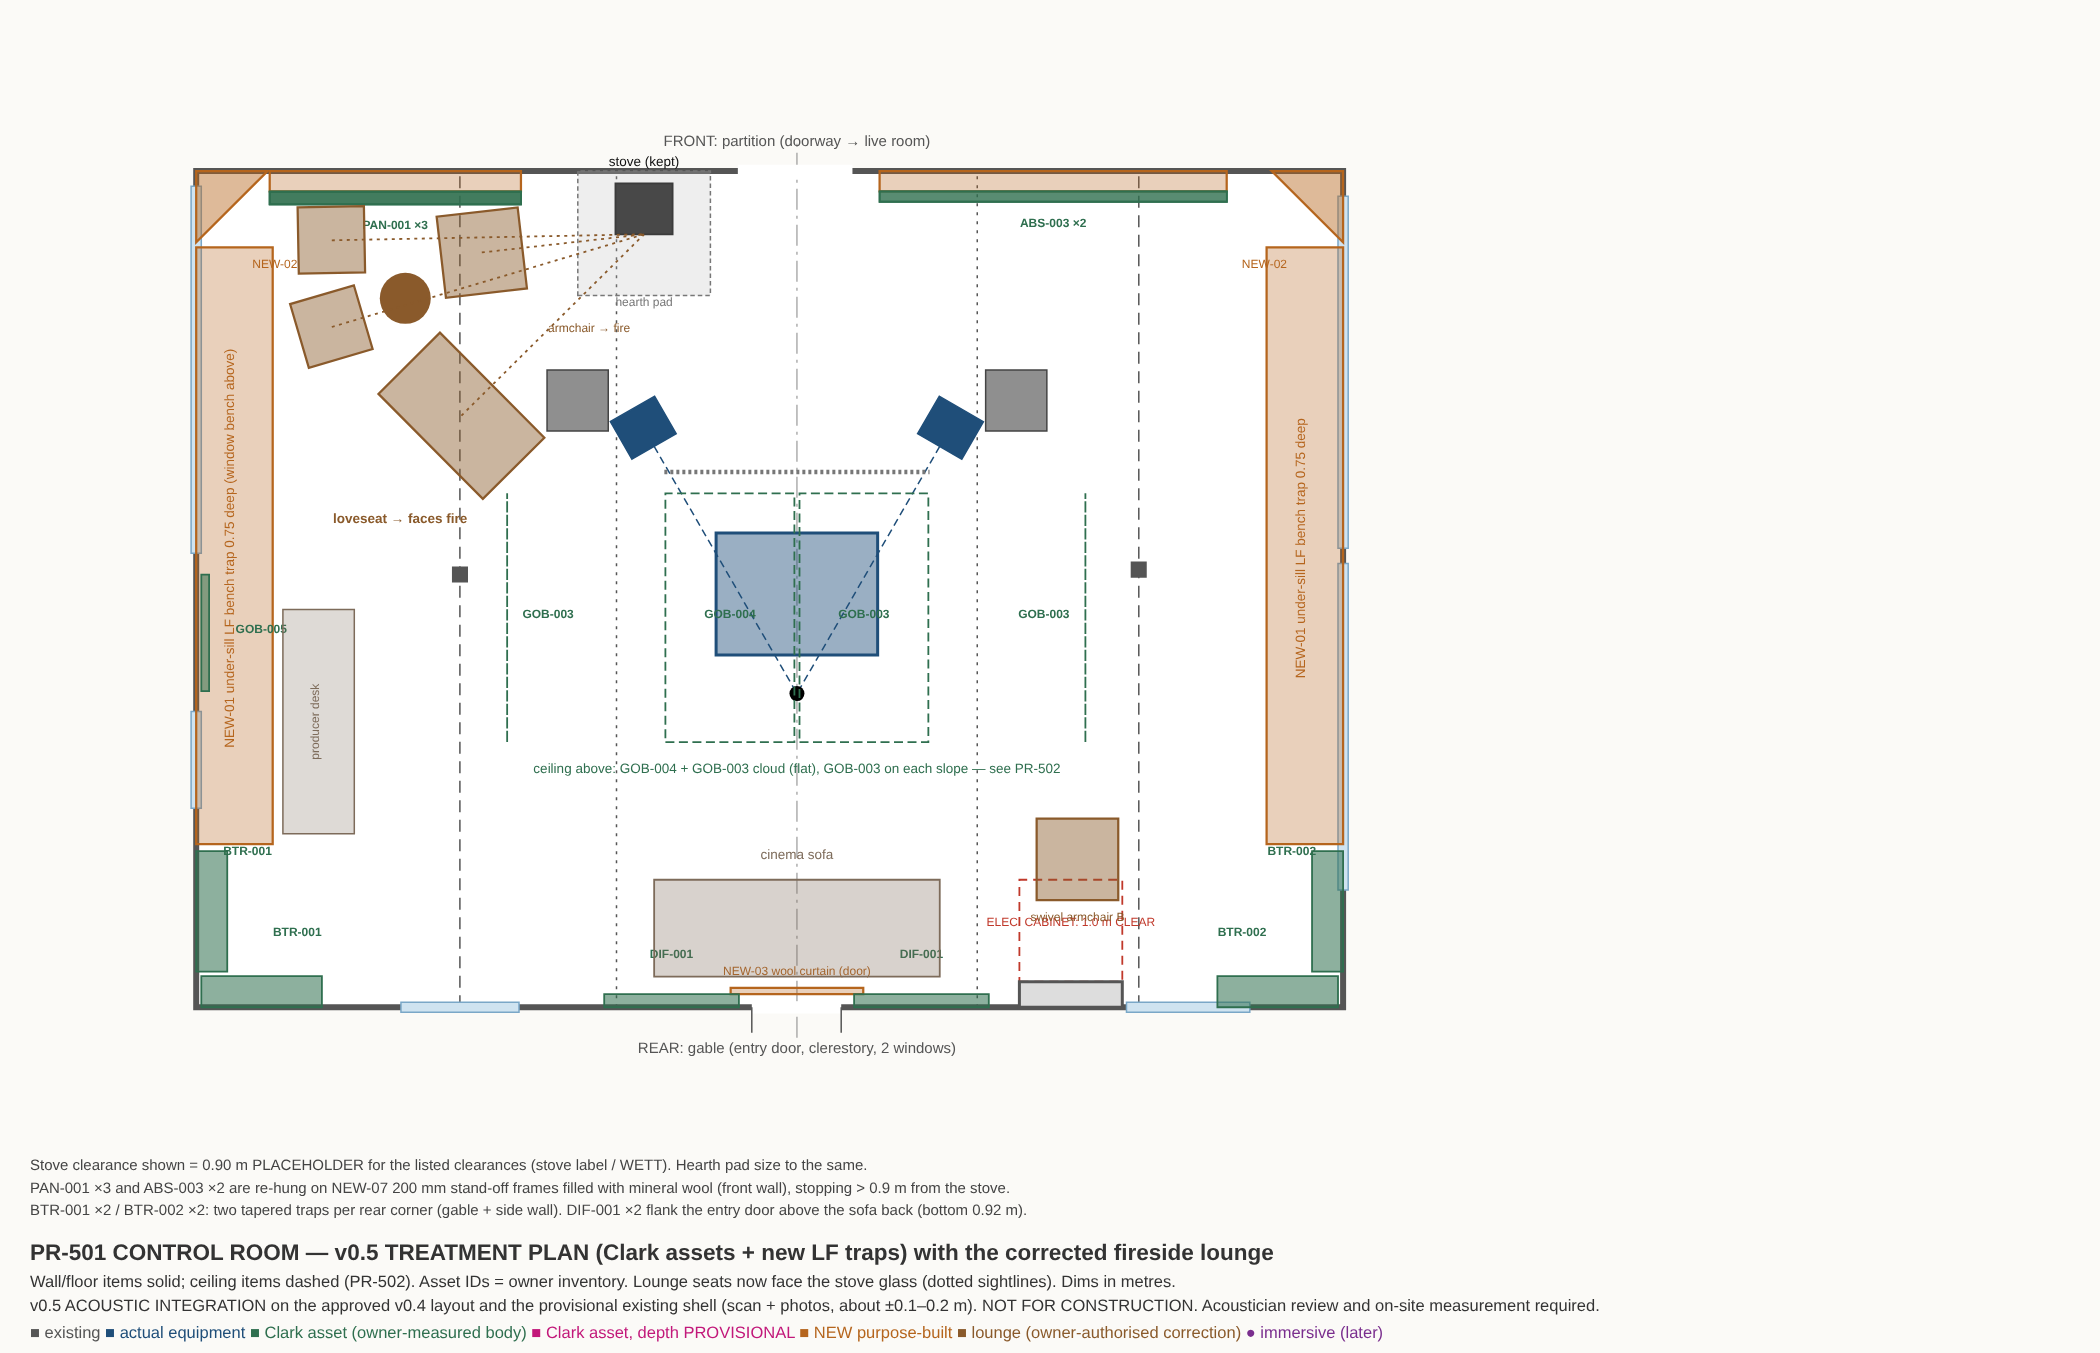 FRONT: partition (doorway → live room)
stove (kept)
PAN-001 ×3
ABS-003 ×2
NEW-02
NEW-02
hearth pad
armchair → fire
NEW-01 under-sill LF bench trap 0.75 deep (window bench above)
NEW-01 under-sill LF bench trap 0.75 deep
loveseat → faces fire
GOB-003
GOB-004
GOB-003
GOB-003
GOB-005
producer desk
ceiling above: GOB-004 + GOB-003 cloud (flat), GOB-003 on each slope — see PR-502
BTR-001
cinema sofa
BTR-002
swivel armchair B
ELEC CABINET: 1.0 m CLEAR
BTR-001
BTR-002
DIF-001
DIF-001
NEW-03 wool curtain (door)
REAR: gable (entry door, clerestory, 2 windows)
Stove clearance shown = 0.90 m PLACEHOLDER for the listed clearances (stove label / WETT). Hearth pad size to the same.
PAN-001 ×3 and ABS-003 ×2 are re-hung on NEW-07 200 mm stand-off frames filled with mineral wool (front wall), stopping > 0.9 m from the stove.
BTR-001 ×2 / BTR-002 ×2: two tapered traps per rear corner (gable + side wall). DIF-001 ×2 flank the entry door above the sofa back (bottom 0.92 m).
PR-501 CONTROL ROOM — v0.5 TREATMENT PLAN (Clark assets + new LF traps) with the corrected fireside lounge
Wall/floor items solid; ceiling items dashed (PR-502). Asset IDs = owner inventory. Lounge seats now face the stove glass (dotted sightlines). Dims in metres.
v0.5 ACOUSTIC INTEGRATION on the approved v0.4 layout and the provisional existing shell (scan + photos, about ±0.1–0.2 m). NOT FOR CONSTRUCTION. Acoustician review and on-site measurement required.
■ existing ■ actual equipment ■ Clark asset (owner-measured body) ■ Clark asset, depth PROVISIONAL ■ NEW purpose-built ■ lounge (owner-authorised correction) ● immersive (later)